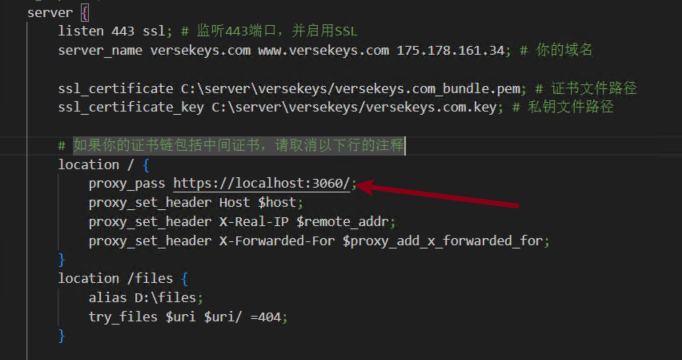 server {
listen 443 ssl; # 监听443端口，并启用SSL
server_name versekeys.com www.versekeys.com 175.178.161.34; # 你的域名
ssl_certificate C:\server\versekeys/versekeys.com_bundle.pem; # 证书文件路径
ssl_certificate_key C:\server\versekeys/versekeys.com.key; # 私钥文件路径
# 如果你的证书链包括中间证书，请取消以下行的注释
location / {
proxy_pass https://localhost:3060/;
proxy_set_header Host $host;
proxy_set_header X-Real-IP $remote_addr;
proxy_set_header X-Forwarded-For $proxy_add_x_forwarded_for;
}
location /files {
alias D:\files;
try_files $uri $uri/ =404;
}